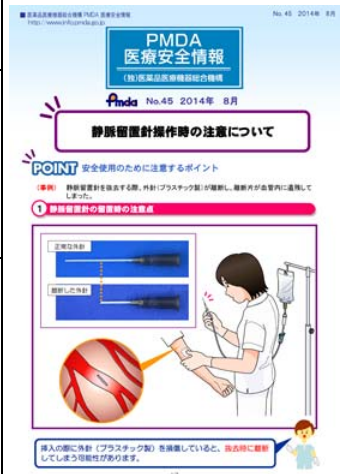 ■ 医薬品医療機器総合機構 PMDA 医療安全情報
http://www.info.pmda.go.jp
No. 45 2014年 8月
PMDA
医療安全情報
(独)医薬品医療機器総合機構
Pmda No.45 2014年 8月
静脈留置針操作時の注意について
POINT 安全使用のために注意するポイント
(事例) 静脈留置針を抜去する際、外針(プラスチック製)が離断し、離断片が血管内に遺残して
しまった。
1 静脈留置針の留置時の注意点
正常な外針
離断した外針
挿入の際に外針（プラスチック製）を損傷していると、抜去時に離断
してしまう可能性があります。